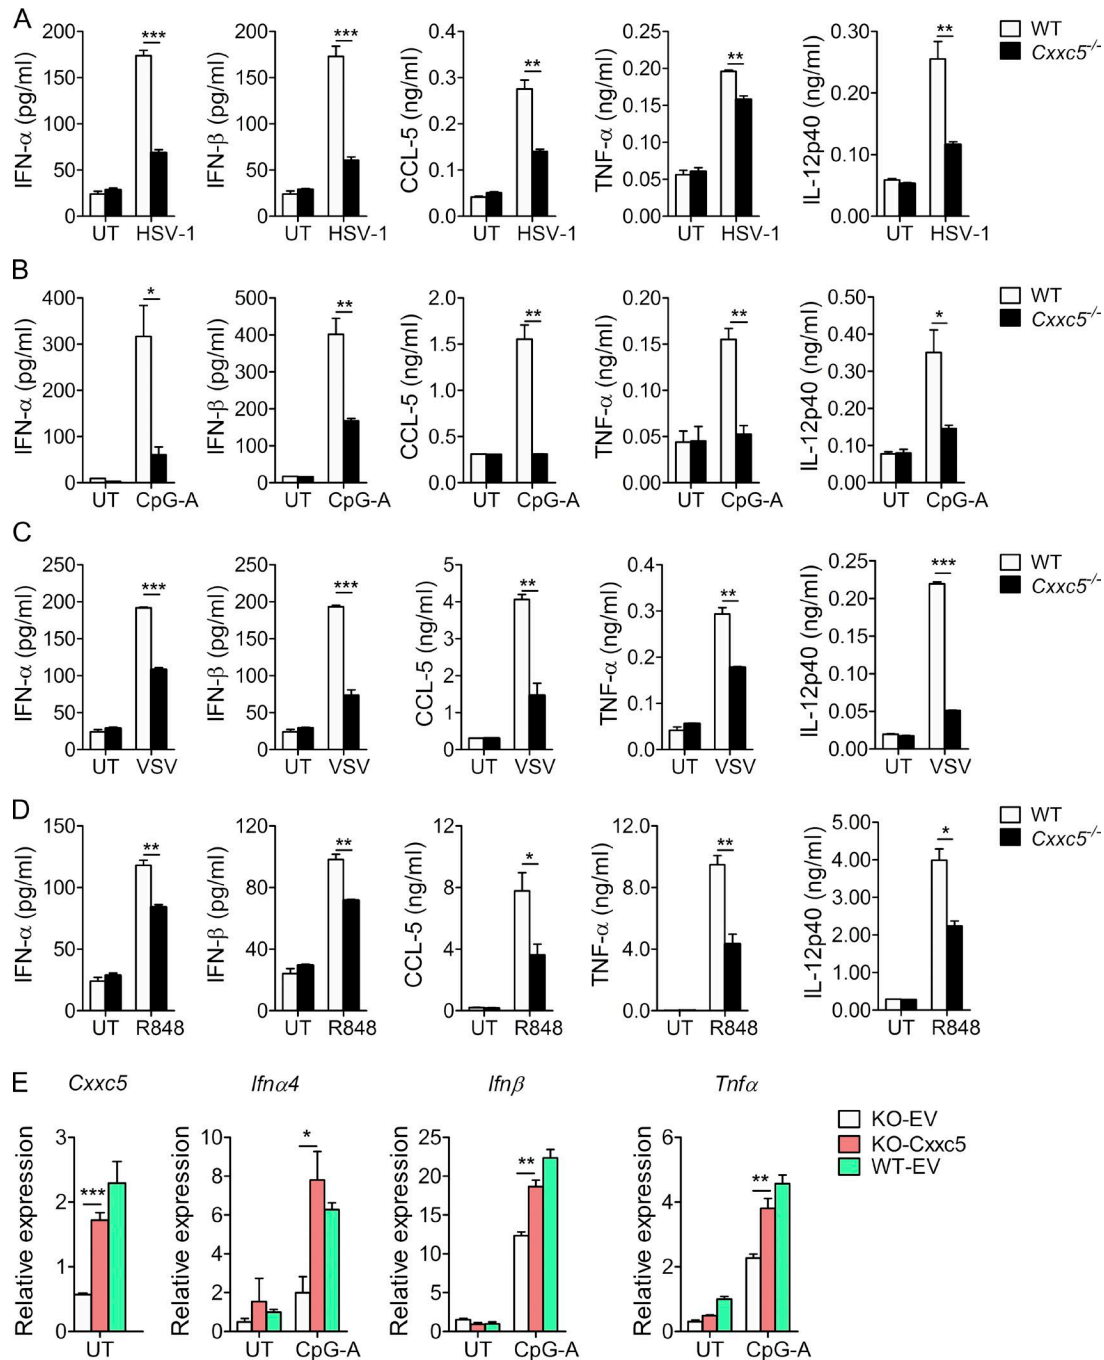 A
IFN-α (pg/ml)
200
150
100
50
0
UT HSV-1
***
IFN-β (pg/ml)
200
150
100
50
0
UT HSV-1
***
CCL-5 (ng/ml)
0.4
0.3
0.2
0.1
0.0
UT HSV-1
**
TNF-α (ng/ml)
0.25
0.20
0.15
0.10
0.05
0.00
UT HSV-1
**
IL-12p40 (ng/ml)
0.30
0.20
0.10
0.00
UT HSV-1
**
WT
Cxxc5-/-
B
IFN-α (pg/ml)
400
300
200
100
0
UT CpG-A
*
IFN-β (pg/ml)
500
400
300
400
100
0
UT CpG-A
**
CCL-5 (ng/ml)
1.8
1.2
0.6
0.0
UT CpG-A
**
TNF-α (ng/ml)
0.20
0.15
0.10
0.05
0.00
UT CpG-A
**
IL-12p40 (ng/ml)
0.50
0.40
0.30
0.20
0.10
0.00
UT CpG-A
*
WT
Cxxc5-/-
C
IFN-α (pg/ml)
250
200
150
100
50
0
UT VSV
***
IFN-β (pg/ml)
250
200
150
100
50
0
UT VSV
***
CCL-5 (ng/ml)
5
4
3
2
1
0
UT VSV
**
TNF-α (ng/ml)
0.4
0.3
0.2
0.1
0.0
UT VSV
**
IL-12p40 (ng/ml)
0.25
0.20
0.15
0.10
0.05
0.00
UT VSV
***
WT
Cxxc5-/-
D
IFN-α (pg/ml)
150
100
50
0
UT R848
**
IFN-β (pg/ml)
120
80
40
0
UT R848
**
CCL-5 (ng/ml)
12
9
6
3
0
UT R848
*
TNF-α (ng/ml)
12.0
8.0
4.0
0.0
UT R848
**
IL-12p40 (ng/ml)
5.00
4.00
3.00
2.00
1.00
0.00
UT R848
*
WT
Cxxc5-/-
E
Cxxc5
Relative expression
3
2
1
0
UT
***
Ifnα4
Relative expression
10
8
6
4
2
0
UT CpG-A
*
Ifnβ
Relative expression
25
20
15
10
5
0
UT CpG-A
**
Tnfα
Relative expression
6
4
2
0
UT CpG-A
**
KO-EV
KO-Cxxc5
WT-EV